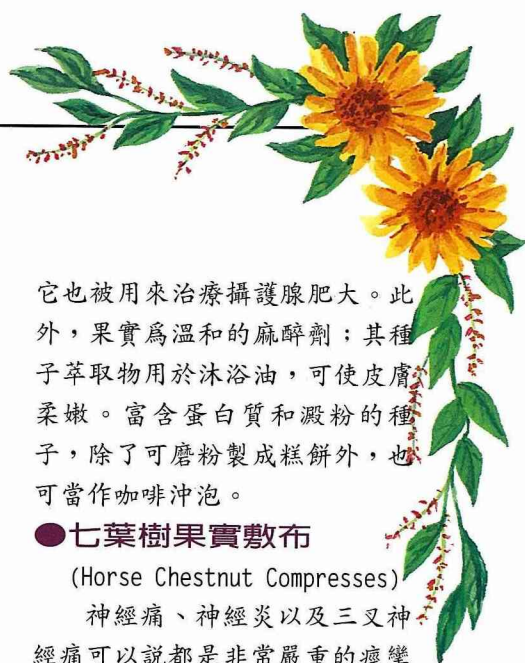 它也被用來治療攝護腺肥大。此
外，果實爲溫和的麻醉劑；其種
子萃取物用於沐浴油，可使皮膚
柔嫩。富含蛋白質和澱粉的種
子，除了可磨粉製成糕餅外，也
可當作咖啡沖泡。
●七葉樹果實敷布
(Horse Chestnut Compresses)
神經痛、神經炎以及三叉神
經痛可以說都是非常嚴重的痙攣